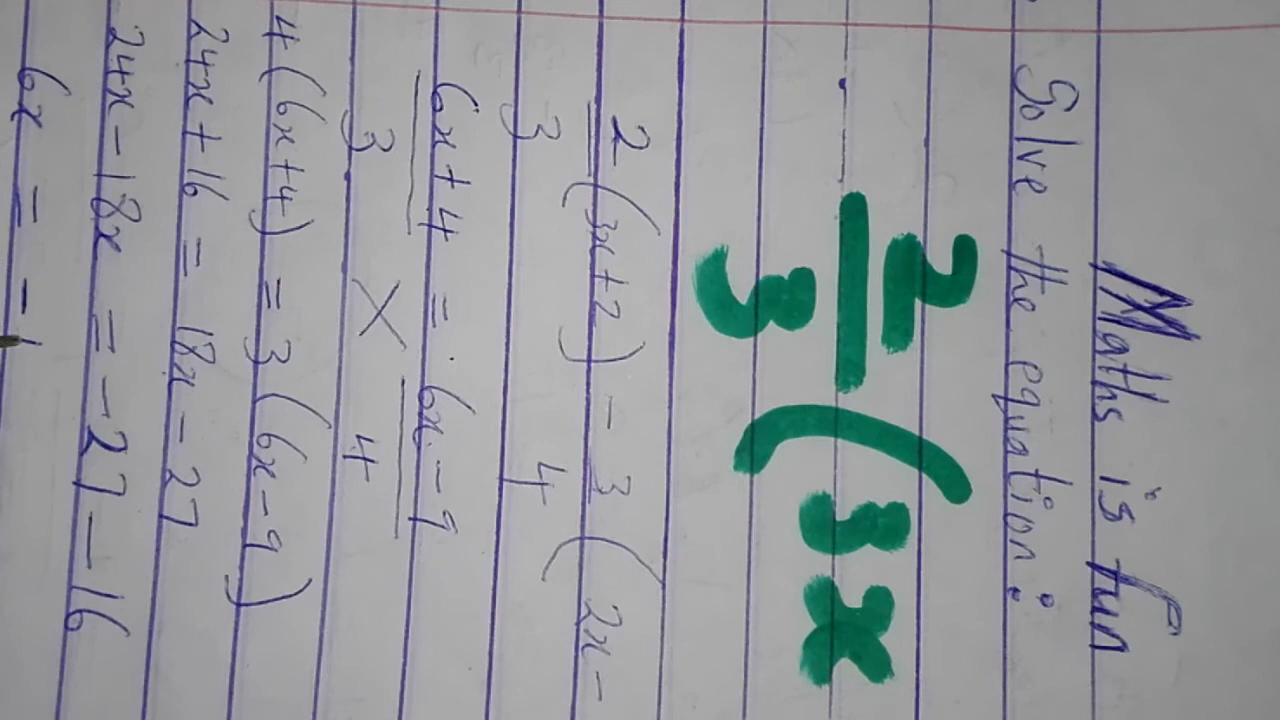 Maths is fun
Solve the equation:
2/3 (3x
2/3 (3x+2) - 3/4 (2x-
6x+4/3 = 6x-9/4
4(6x+4) = 3(6x-9)
24x+16 = 18x-27
24x-18x = -27-16
6x = -